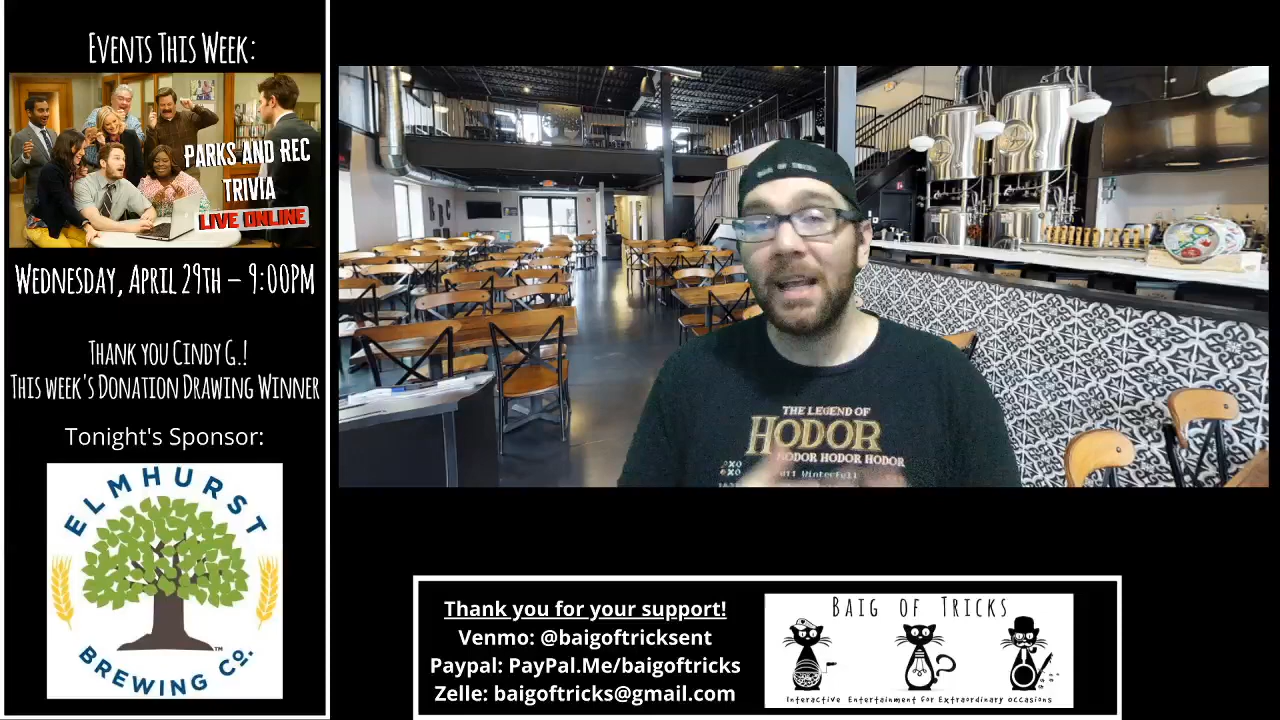 EVENTS THIS WEEK:
PARKS AND REC
TRIVIA
LIVE ONLINE
WEDNESDAY, APRIL 29TH – 9:00PM
THANK YOU CINDY G.!
THIS WEEK'S DONATION DRAWING WINNER
Tonight's Sponsor:
ELMHURST
BREWING CO.
TM
THE LEGEND OF
HODOR
HODOR HODOR HODOR
Winterfell
Thank you for your support!
Venmo: @baigoftricksent
Paypal: PayPal.Me/baigoftricks
Zelle: baigoftricks@gmail.com
BAIG OF TRICKS
Interactive Entertainment for Extraordinary occasions